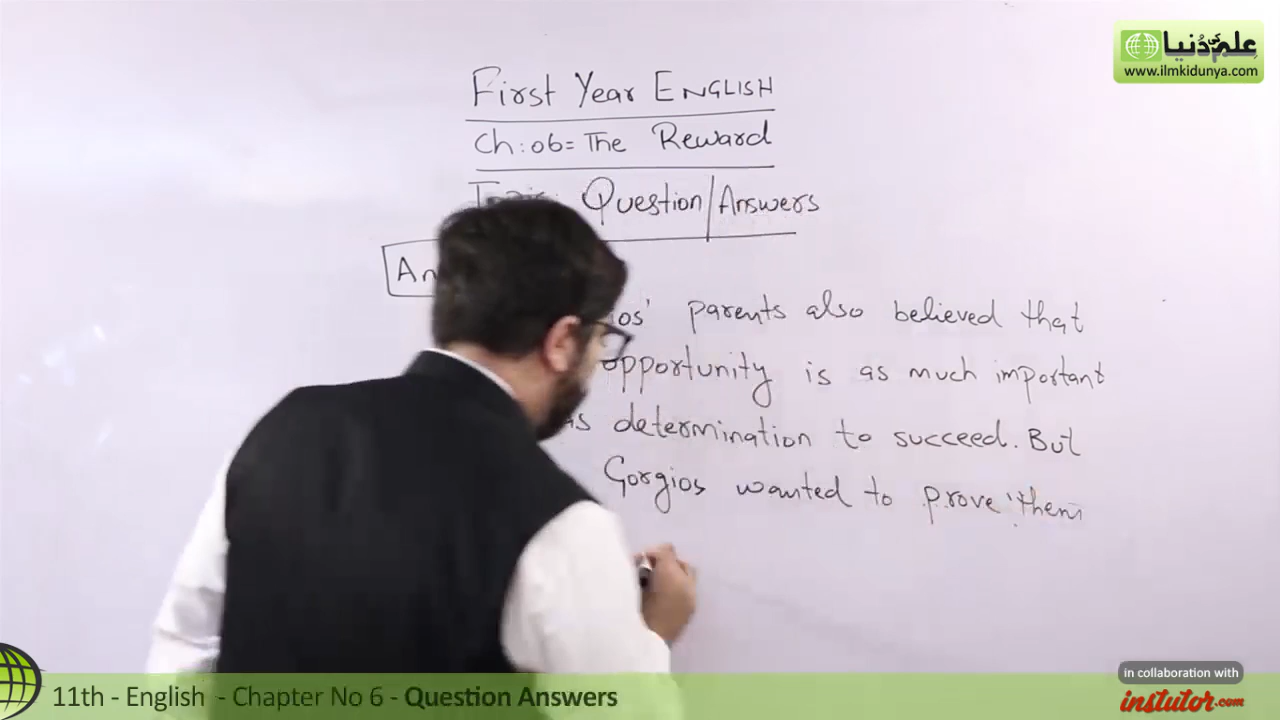 علم کی دُنیا
www.ilmkidunya.com
First Year ENGLISH
Ch:06= The Reward
Question/Answers
parents also believed that
opportunity is as much important
as determination to succeed. But
Gorgios wanted to prove them
in collaboration with
instutor.com
11th - English - Chapter No 6 - Question Answers